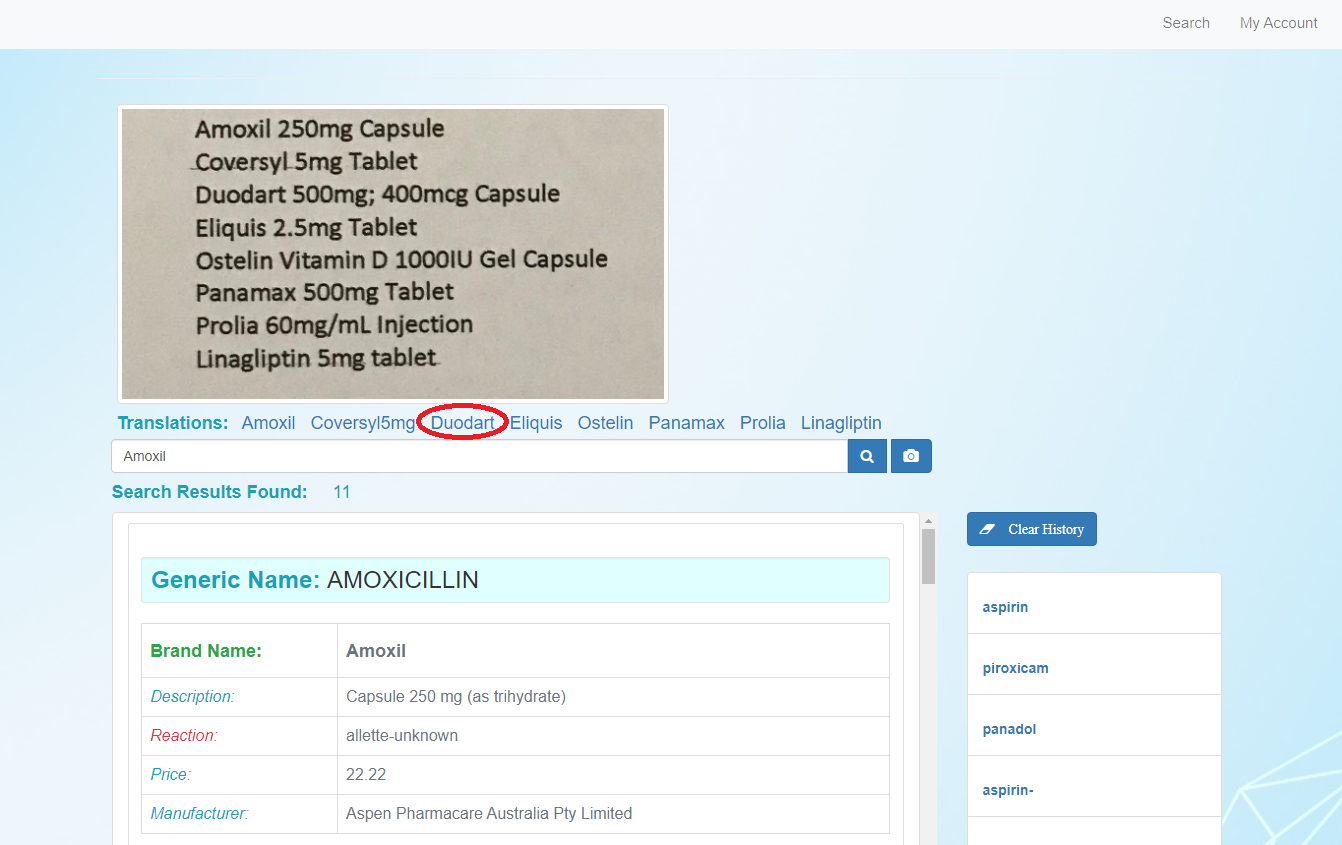 Search My Account
Amoxil 250mg Capsule
Coversyl 5mg Tablet
Duodart 500mg; 400mcg Capsule
Eliquis 2.5mg Tablet
Ostelin Vitamin D 1000IU Gel Capsule
Panamax 500mg Tablet
Prolia 60mg/mL Injection
Linagliptin 5mg tablet
Translations: Amoxil Coversyl5mg Duodart Eliquis Ostelin Panamax Prolia Linagliptin
Amoxil
Search Results Found: 11
Generic Name: AMOXICILLIN
Brand Name: Amoxil
Description: Capsule 250 mg (as trihydrate)
Reaction: allette-unknown
Price: 22.22
Manufacturer: Aspen Pharmacare Australia Pty Limited
Clear History
aspirin
piroxicam
panadol
aspirin-